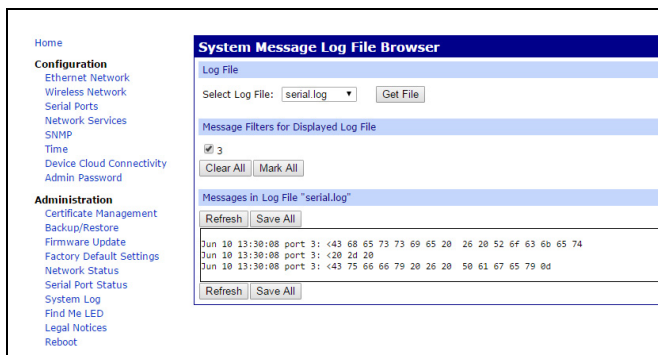 Home
Configuration
Ethernet Network
Wireless Network
Serial Ports
Network Services
SNMP
Time
Device Cloud Connectivity
Admin Password
Administration
Certificate Management
Backup/Restore
Firmware Update
Factory Default Settings
Network Status
Serial Port Status
System Log
Find Me LED
Legal Notices
Reboot
System Message Log File Browser
Log File
Select Log File: serial.log Get File
Message Filters for Displayed Log File
3
Clear All Mark All
Messages in Log File "serial.log"
Refresh Save All
Jun 10 13:30:08 port 3: <43 68 65 73 73 69 65 20 26 20 52 6f 63 6b 65 74
Jun 10 13:30:08 port 3: <20 2d 20
Jun 10 13:30:08 port 3: <43 75 66 66 79 20 26 20 50 61 67 65 79 0d
Refresh Save All